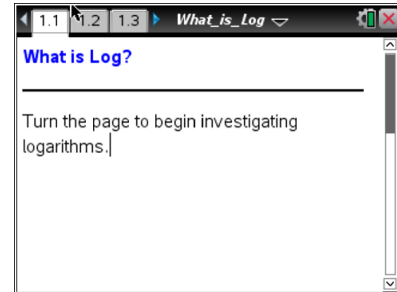 1.1 1.2 1.3 What_is_Log
What is Log?
Turn the page to begin investigating
logarithms.